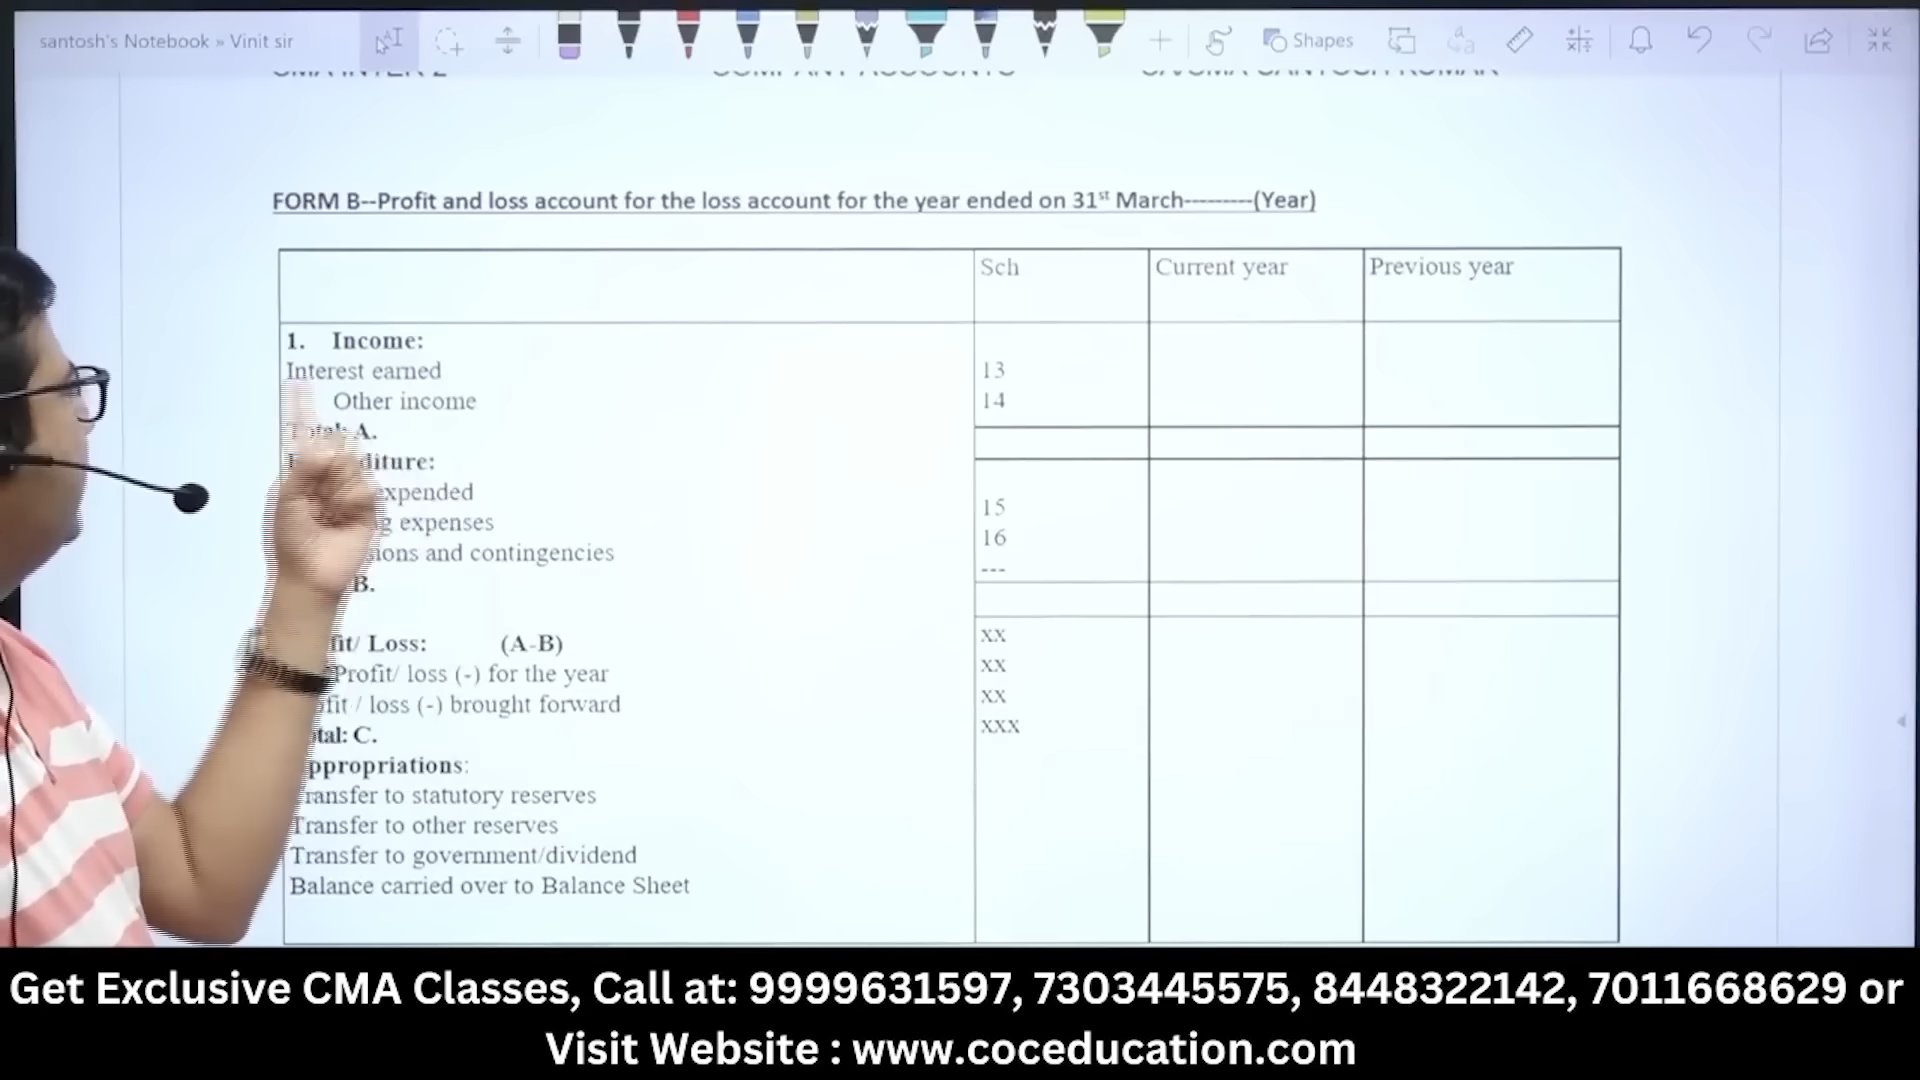 santosh's Notebook » Vinit sir
Shapes
FORM B--Profit and loss account for the loss account for the year ended on 31st March---------(Year)
Sch Current year Previous year
1. Income:
Interest earned 13
Other income 14
A.
expended 15
expenses 16
and contingencies ---
B.
Loss: (A-B) xx
Profit/ loss (-) for the year xx
/ loss (-) brought forward xx
C. xxx
Transfer to statutory reserves
Transfer to other reserves
Transfer to government/dividend
Balance carried over to Balance Sheet
Get Exclusive CMA Classes, Call at: 9999631597, 7303445575, 8448322142, 7011668629 or
Visit Website : www.coceducation.com